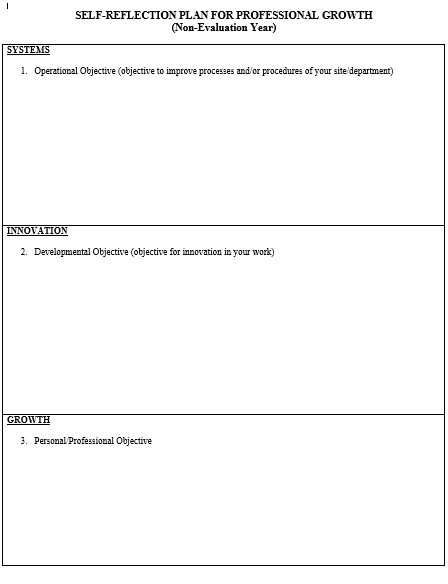 SELF-REFLECTION PLAN FOR PROFESSIONAL GROWTH
(Non-Evaluation Year)
SYSTEMS
1. Operational Objective (objective to improve processes and/or procedures of your site/department)
INNOVATION
2. Developmental Objective (objective for innovation in your work)
GROWTH
3. Personal/Professional Objective